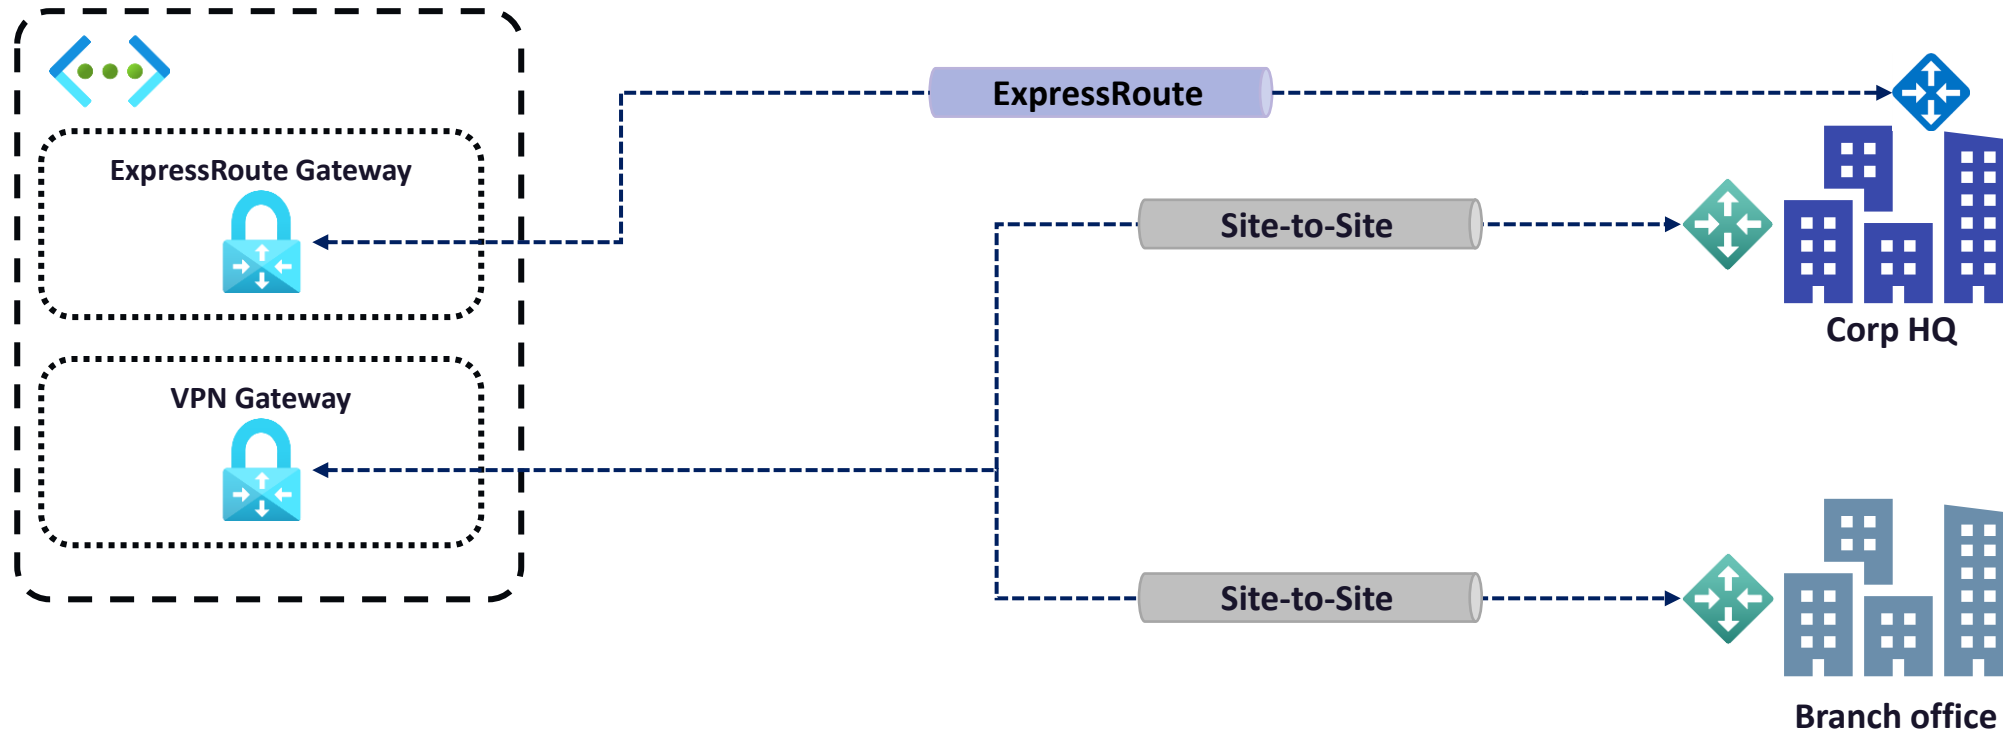 ExpressRoute
ExpressRoute Gateway
Site-to-Site
Corp HQ
VPN Gateway
Site-to-Site
Branch office